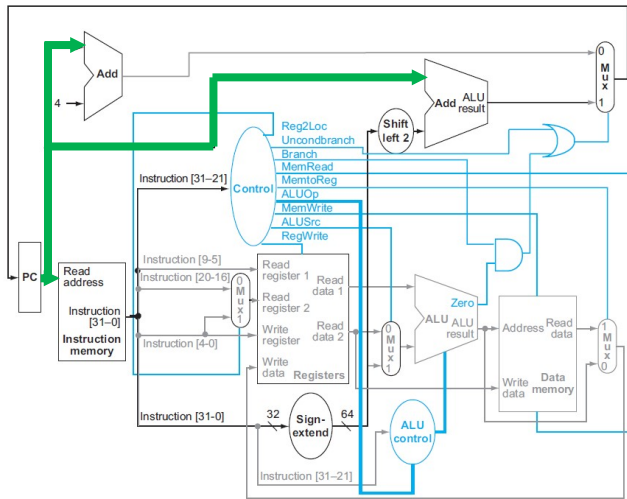 Add
4
Add
ALU
result
Shift
left 2
0
Mux
1
Reg2Loc
Uncondbranch
Branch
MemRead
MemtoReg
ALUOp
MemWrite
ALUSrc
RegWrite
Control
Instruction [31–21]
PC
Read
address
Instruction
[31–0]
Instruction
memory
Instruction [9-5]
Instruction [20-16]
Instruction [4-0]
0
Mux
1
Read
register 1
Read
register 2
Write
register
Write
data
Read
data 1
Read
data 2
Registers
0
Mux
1
Zero
ALU
ALU
result
Address
Read
data
Write
data
Data
memory
1
Mux
0
Instruction [31-0]
32
Sign-
extend
64
ALU
control
Instruction [31–21]